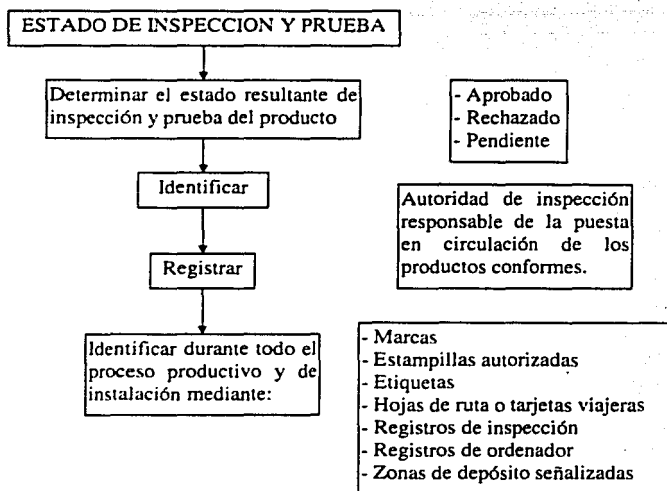 ESTADO DE INSPECCION Y PRUEBA
Determinar el estado resultante de
inspección y prueba del producto
- Aprobado
- Rechazado
- Pendiente
Identificar
Autoridad de inspección
responsable de la puesta
en circulación de los
productos conformes.
Registrar
Identificar durante todo el
proceso productivo y de
instalación mediante:
- Marcas
- Estampillas autorizadas
- Etiquetas
- Hojas de ruta o tarjetas viajeras
- Registros de inspección
- Registros de ordenador
- Zonas de depósito señalizadas